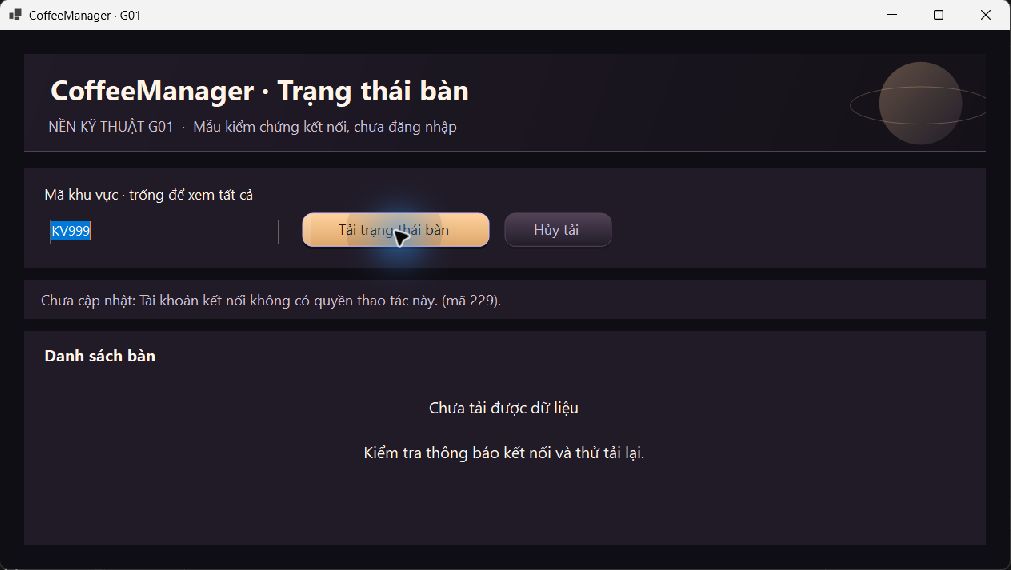 CoffeeManager · G01
CoffeeManager · Trạng thái bàn
NỀN KỸ THUẬT G01 · Mẫu kiểm chứng kết nối, chưa đăng nhập
Mã khu vực · trống để xem tất cả
KV999
Tải trạng thái bàn
Hủy tải
Chưa cập nhật: Tài khoản kết nối không có quyền thao tác này. (mã 229).
Danh sách bàn
Chưa tải được dữ liệu
Kiểm tra thông báo kết nối và thử tải lại.